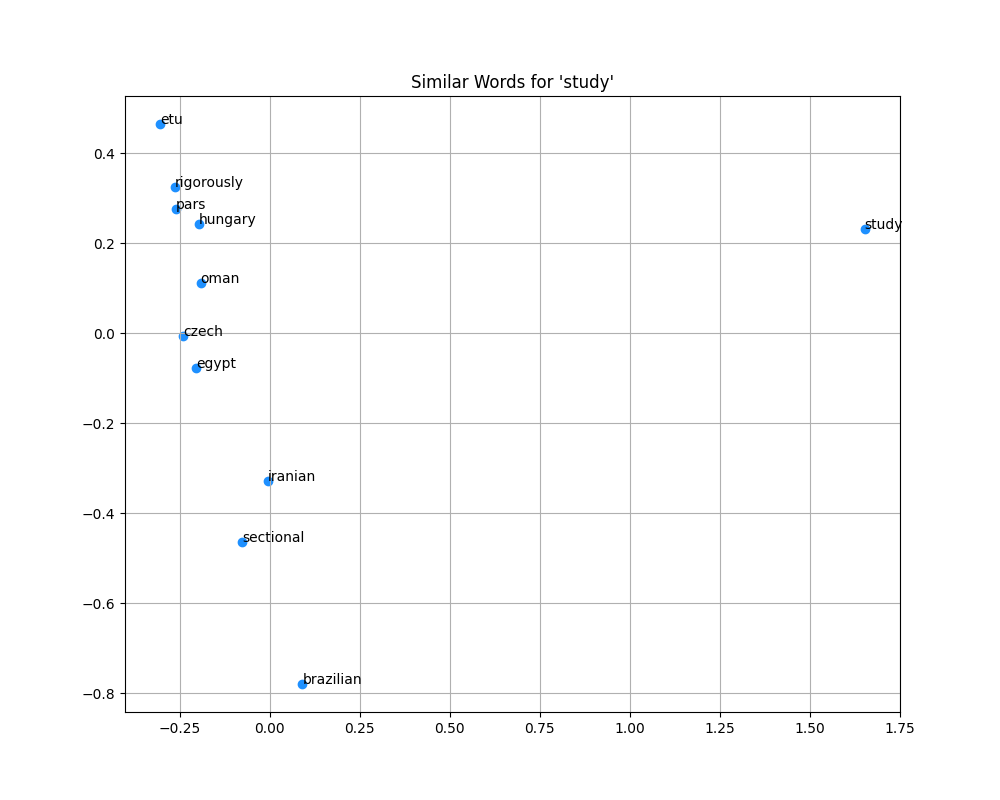 Similar Words for 'study'
etu
0.4
rigorously
pars
hungary
study
0.2
oman
czech
0.0
egypt
−0.2
iranian
−0.4
sectional
−0.6
brazilian
−0.8
−0.25 0.00 0.25 0.50 0.75 1.00 1.25 1.50 1.75